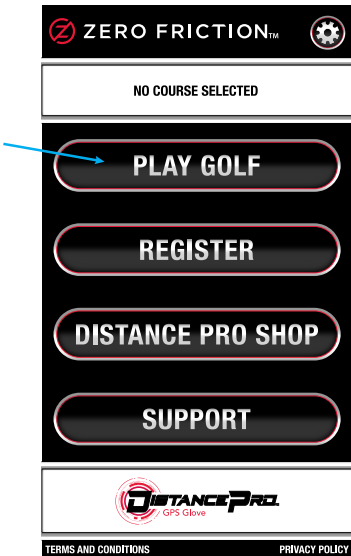 ZERO FRICTION™
NO COURSE SELECTED
PLAY GOLF
REGISTER
DISTANCE PRO SHOP
SUPPORT
DISTANCE PRO.
GPS Glove
TERMS AND CONDITIONS PRIVACY POLICY